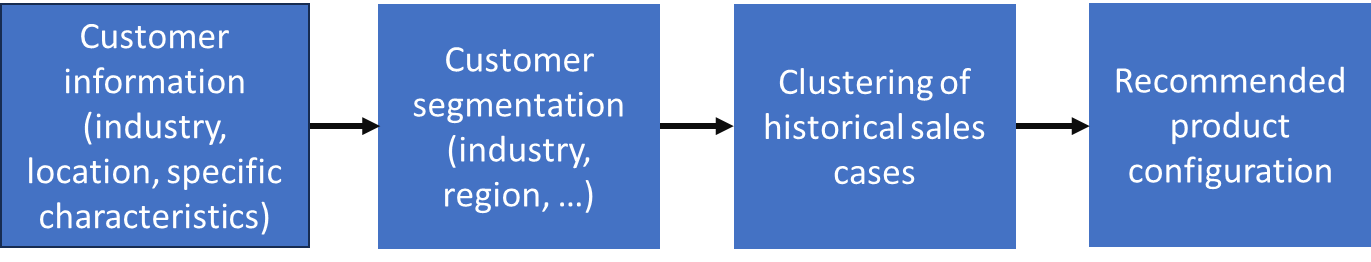 Customer
information
(industry,
location, specific
characteristics)
Customer
segmentation
(industry,
region, ...)
Clustering of
historical sales
cases
Recommended
product
configuration